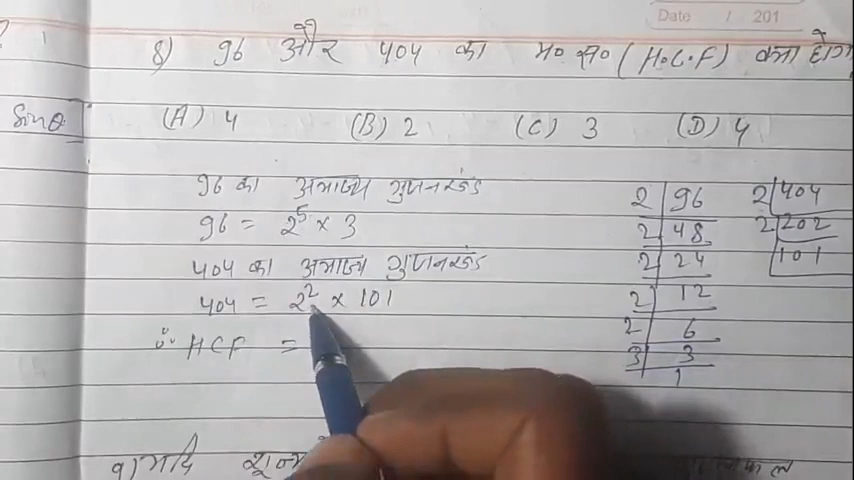 Date / 201
8) 96 और 404 का म० स० (H.C.F) क्या होगा
Sin θ
(A) 4 (B) 2 (C) 3 (D) 4
96 का अभाज्य गुणनखंड
96 = 2⁵ × 3
404 का अभाज्य गुणनखंड
404 = 2² × 101
∴ HCF =
2 | 96
2 | 48
2 | 24
2 | 12
2 | 6
3 | 3
1
2 | 404
2 | 202
101
9) यदि शून्य